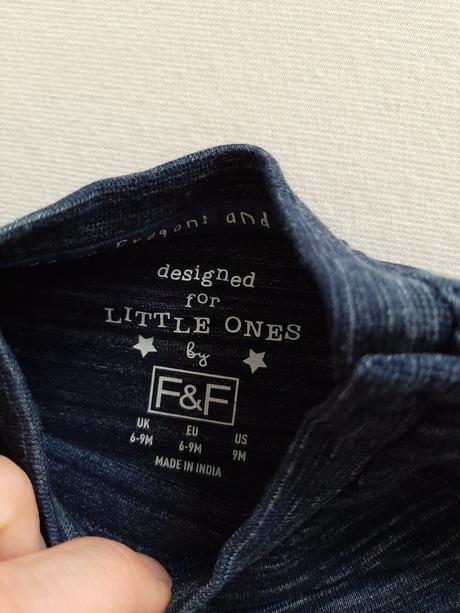 Dragons and
designed
for
LITTLE ONES
by
F&F
UK EU US
6-9M 6-9M 9M
MADE IN INDIA